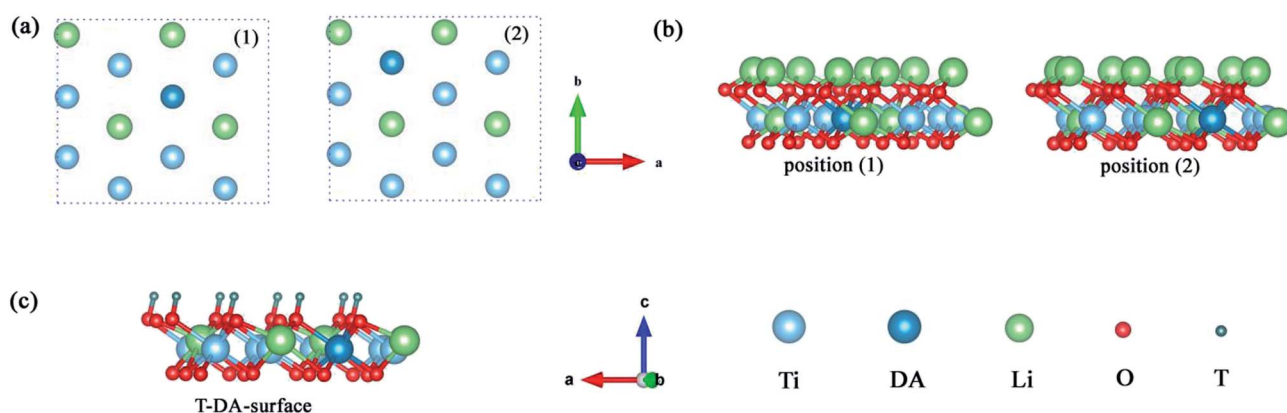 (a)
(1)
(2)
b
a
(b)
position (1)
position (2)
(c)
T-DA-surface
c
a
b
Ti
DA
Li
O
T